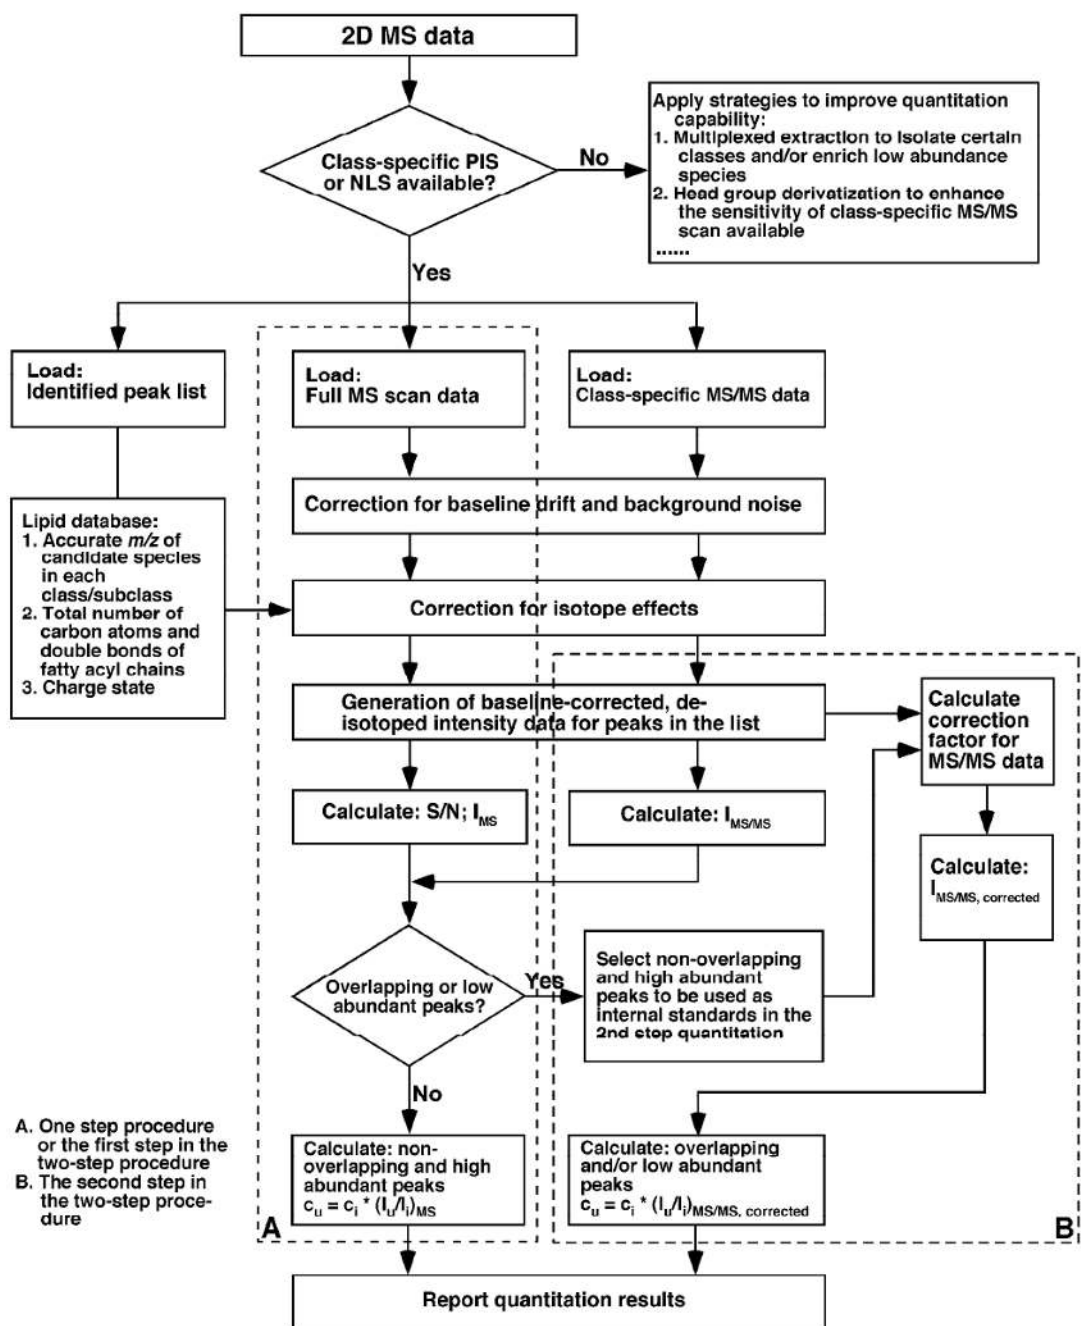 2D MS data
Class-specific PIS
or NLS available?
No
Apply strategies to improve quantitation
capability:
1. Multiplexed extraction to isolate certain
classes and/or enrich low abundance
species
2. Head group derivatization to enhance
the sensitivity of class-specific MS/MS
scan available
......
Yes
Load:
Identified peak list
Load:
Full MS scan data
Load:
Class-specific MS/MS data
Correction for baseline drift and background noise
Lipid database:
1. Accurate m/z of
candidate species
in each
class/subclass
2. Total number of
carbon atoms and
double bonds of
fatty acyl chains
3. Charge state
Correction for isotope effects
Generation of baseline-corrected, de-
isotoped intensity data for peaks in the list
Calculate
correction
factor for
MS/MS data
Calculate: S/N; IMS
Calculate: IMS/MS
Calculate:
IMS/MS, corrected
Overlapping or low
abundant peaks?
Yes
Select non-overlapping
and high abundant
peaks to be used as
internal standards in the
2nd step quantitation
No
A. One step procedure
or the first step in the
two-step procedure
B. The second step in
the two-step proce-
dure
Calculate: non-
overlapping and high
abundant peaks
cu = ci * (Iu/Ii)MS
A
Calculate: overlapping
and/or low abundant
peaks
cu = ci * (Iu/Ii)MS/MS, corrected
B
Report quantitation results